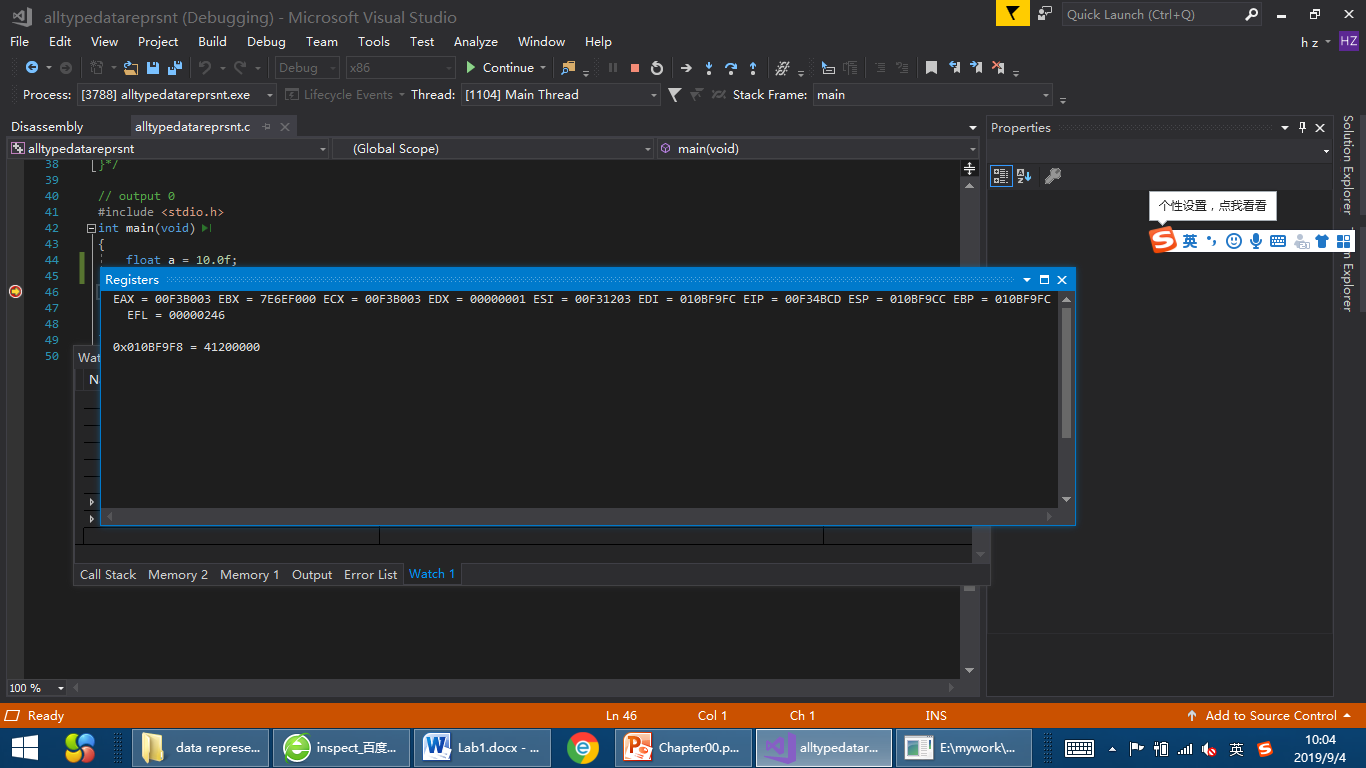 alltypedatareprsnt (Debugging) - Microsoft Visual Studio
Quick Launch (Ctrl+Q)
File Edit View Project Build Debug Team Tools Test Analyze Window Help
h z HZ
Debug x86 Continue
Process: [3788] alltypedatareprsnt.exe Lifecycle Events Thread: [1104] Main Thread Stack Frame: main
Disassembly alltypedatareprsnt.c
Properties
alltypedatareprsnt (Global Scope) main(void)
Solution Explorer
38 }*/
39
40 // output 0
41 #include <stdio.h>
42 int main(void)
43 {
44 float a = 10.0f;
45
46
47
48
49
50
个性设置，点我看看
英
Registers
EAX = 00F3B003 EBX = 7E6EF000 ECX = 00F3B003 EDX = 00000001 ESI = 00F31203 EDI = 010BF9FC EIP = 00F34BCD ESP = 010BF9CC EBP = 010BF9FC
EFL = 00000246
0x010BF9F8 = 41200000
Call Stack Memory 2 Memory 1 Output Error List Watch 1
100 %
Ready Ln 46 Col 1 Ch 1 INS Add to Source Control
data represe... inspect_百度... Lab1.docx - ... Chapter00.p... alltypedatar... E:\mywork\...
英
10:04
2019/9/4